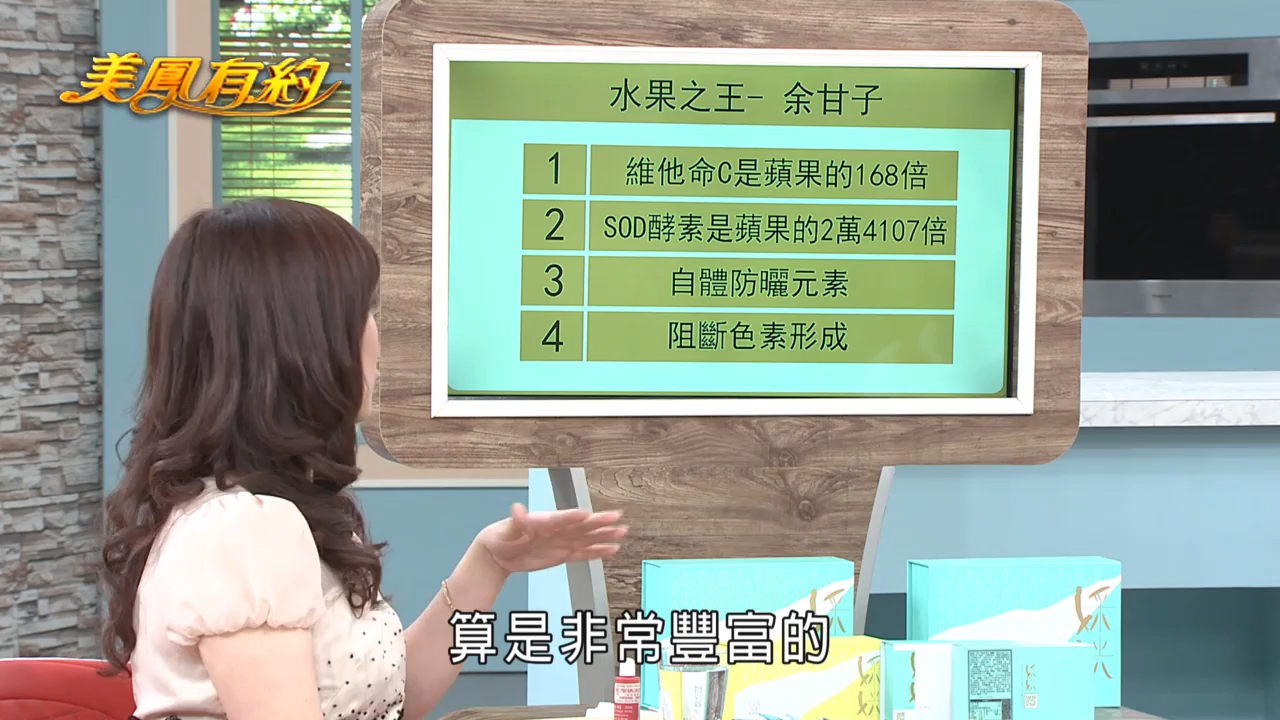 美鳳有約
水果之王- 余甘子
1 維他命C是蘋果的168倍
2 SOD酵素是蘋果的2萬4107倍
3 自體防曬元素
4 阻斷色素形成
算是非常豐富的